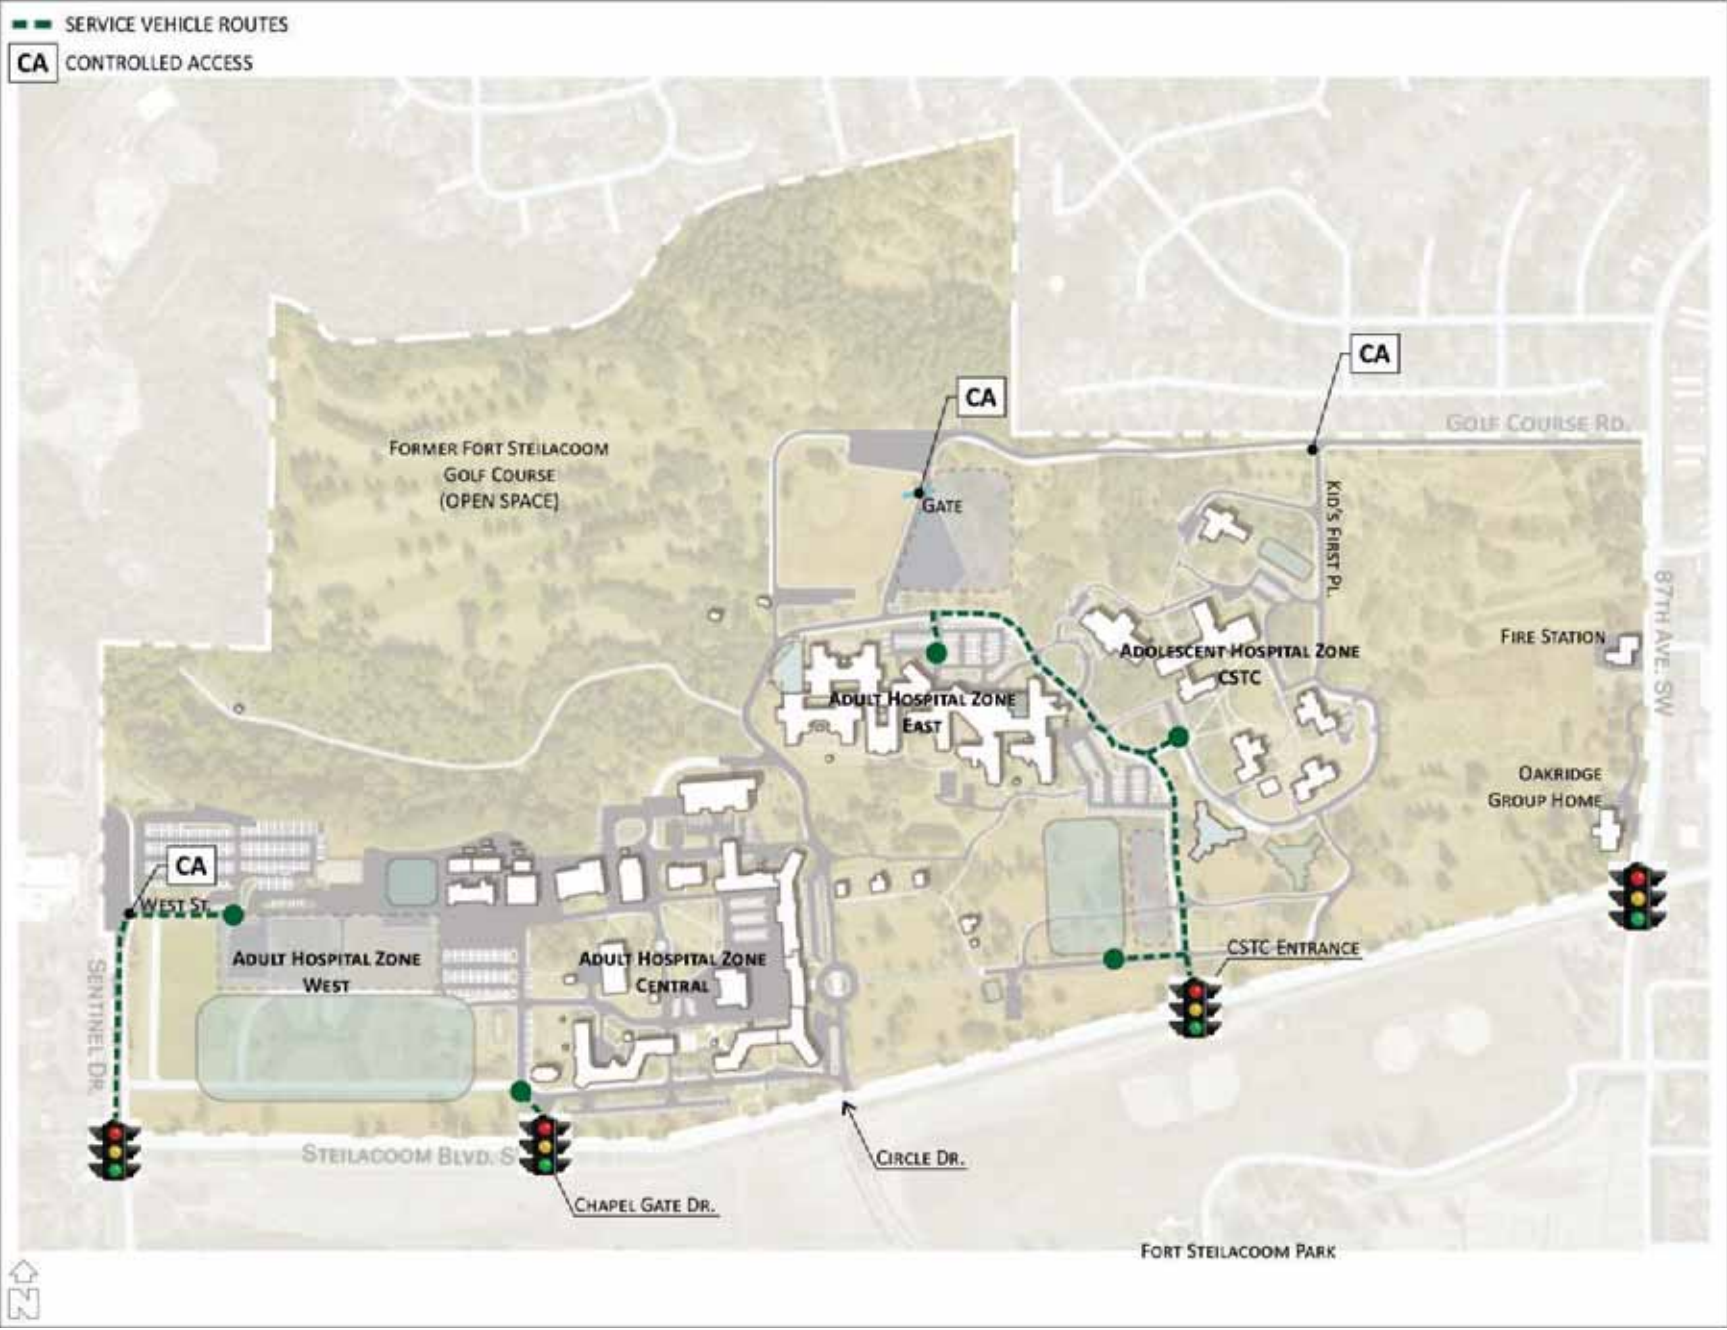 SERVICE VEHICLE ROUTES
CA CONTROLLED ACCESS
CA
CA
GOLF COURSE RD.
FORMER FORT STEILACOOM
GOLF COURSE
(OPEN SPACE)
GATE
KID'S FIRST PL.
87TH AVE. SW
FIRE STATION
ADOLESCENT HOSPITAL ZONE
CSTC
ADULT HOSPITAL ZONE
EAST
OAKRIDGE
GROUP HOME
CA
WEST ST.
SENTINEL DR.
ADULT HOSPITAL ZONE
WEST
ADULT HOSPITAL ZONE
CENTRAL
CSTC ENTRANCE
STEILACOOM BLVD. S
CIRCLE DR.
CHAPEL GATE DR.
FORT STEILACOOM PARK
N